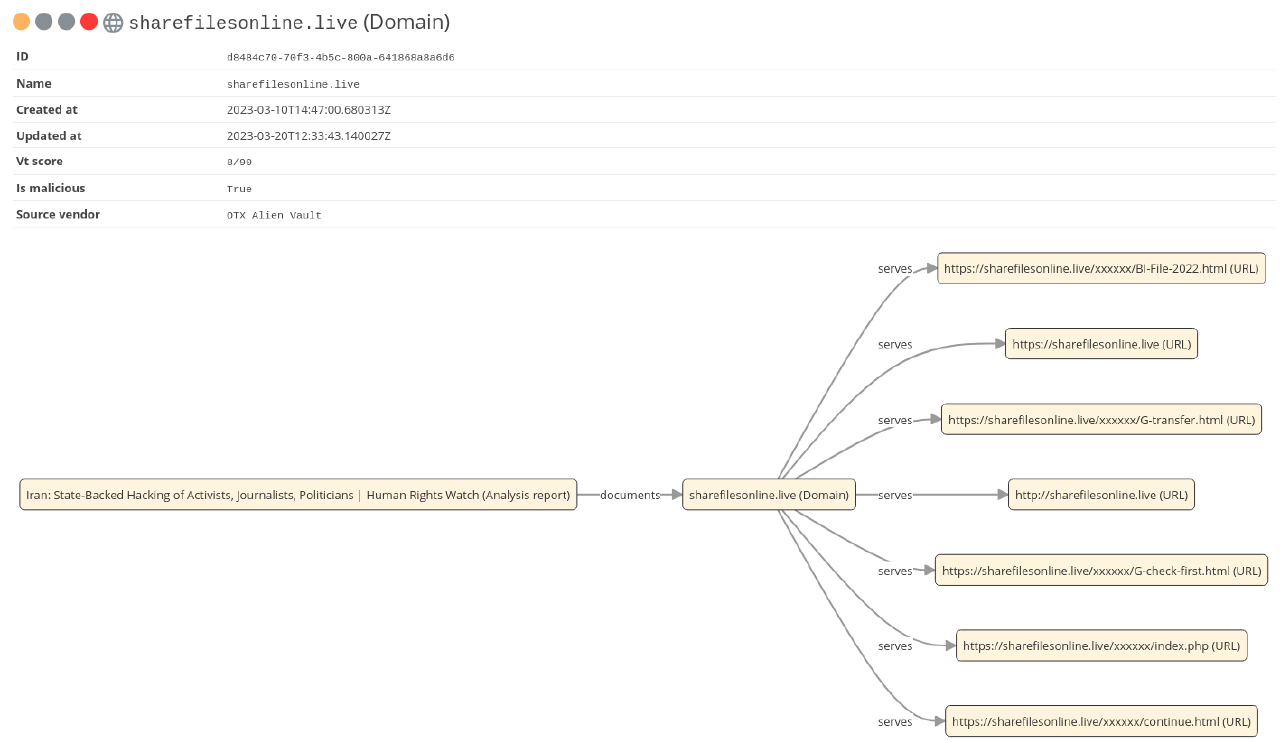 sharefilesonline.live (Domain)
ID d8484c70-70f3-4b5c-800a-641868a8a6d6
Name sharefilesonline.live
Created at 2023-03-10T14:47:00.680313Z
Updated at 2023-03-20T12:33:43.140027Z
Vt score 0/90
Is malicious True
Source vendor OTX Alien Vault
serves https://sharefilesonline.live/xxxxxx/BI-File-2022.html (URL)
serves https://sharefilesonline.live (URL)
serves https://sharefilesonline.live/xxxxxx/G-transfer.html (URL)
Iran: State-Backed Hacking of Activists, Journalists, Politicians | Human Rights Watch (Analysis report) documents sharefilesonline.live (Domain) serves http://sharefilesonline.live (URL)
serves https://sharefilesonline.live/xxxxxx/G-check-first.html (URL)
serves https://sharefilesonline.live/xxxxxx/index.php (URL)
serves https://sharefilesonline.live/xxxxxx/continue.html (URL)